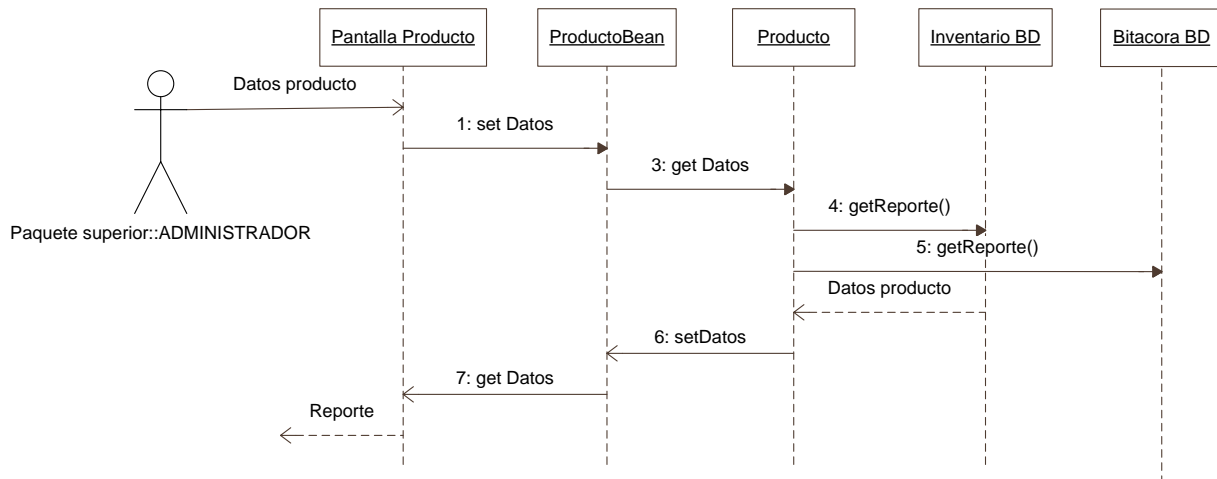 Pantalla Producto
ProductoBean
Producto
Inventario BD
Bitacora BD
Datos producto
1: set Datos
3: get Datos
4: getReporte()
Paquete superior::ADMINISTRADOR
5: getReporte()
Datos producto
6: setDatos
7: get Datos
Reporte